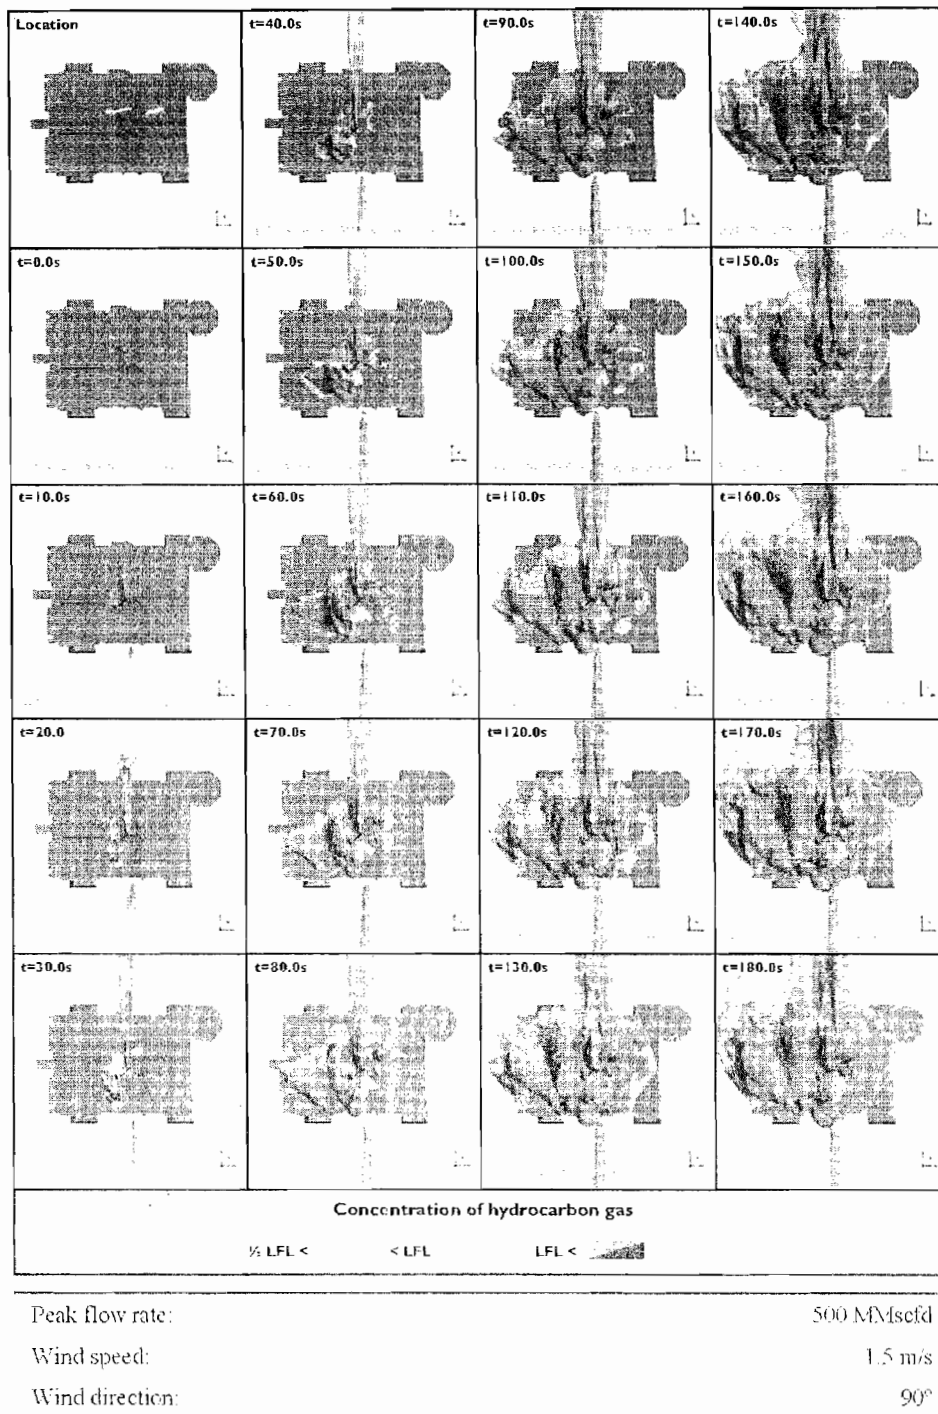 Location
t=40.0s
t=90.0s
t=140.0s
t=0.0s
t=50.0s
t=100.0s
t=150.0s
t=10.0s
t=60.0s
t=110.0s
t=160.0s
t=20.0
t=70.0s
t=120.0s
t=170.0s
t=30.0s
t=80.0s
t=130.0s
t=180.0s
Concentration of hydrocarbon gas
½ LFL < < LFL LFL <
Peak flow rate: 500 MMscfd
Wind speed: 1.5 m/s
Wind direction: 90°